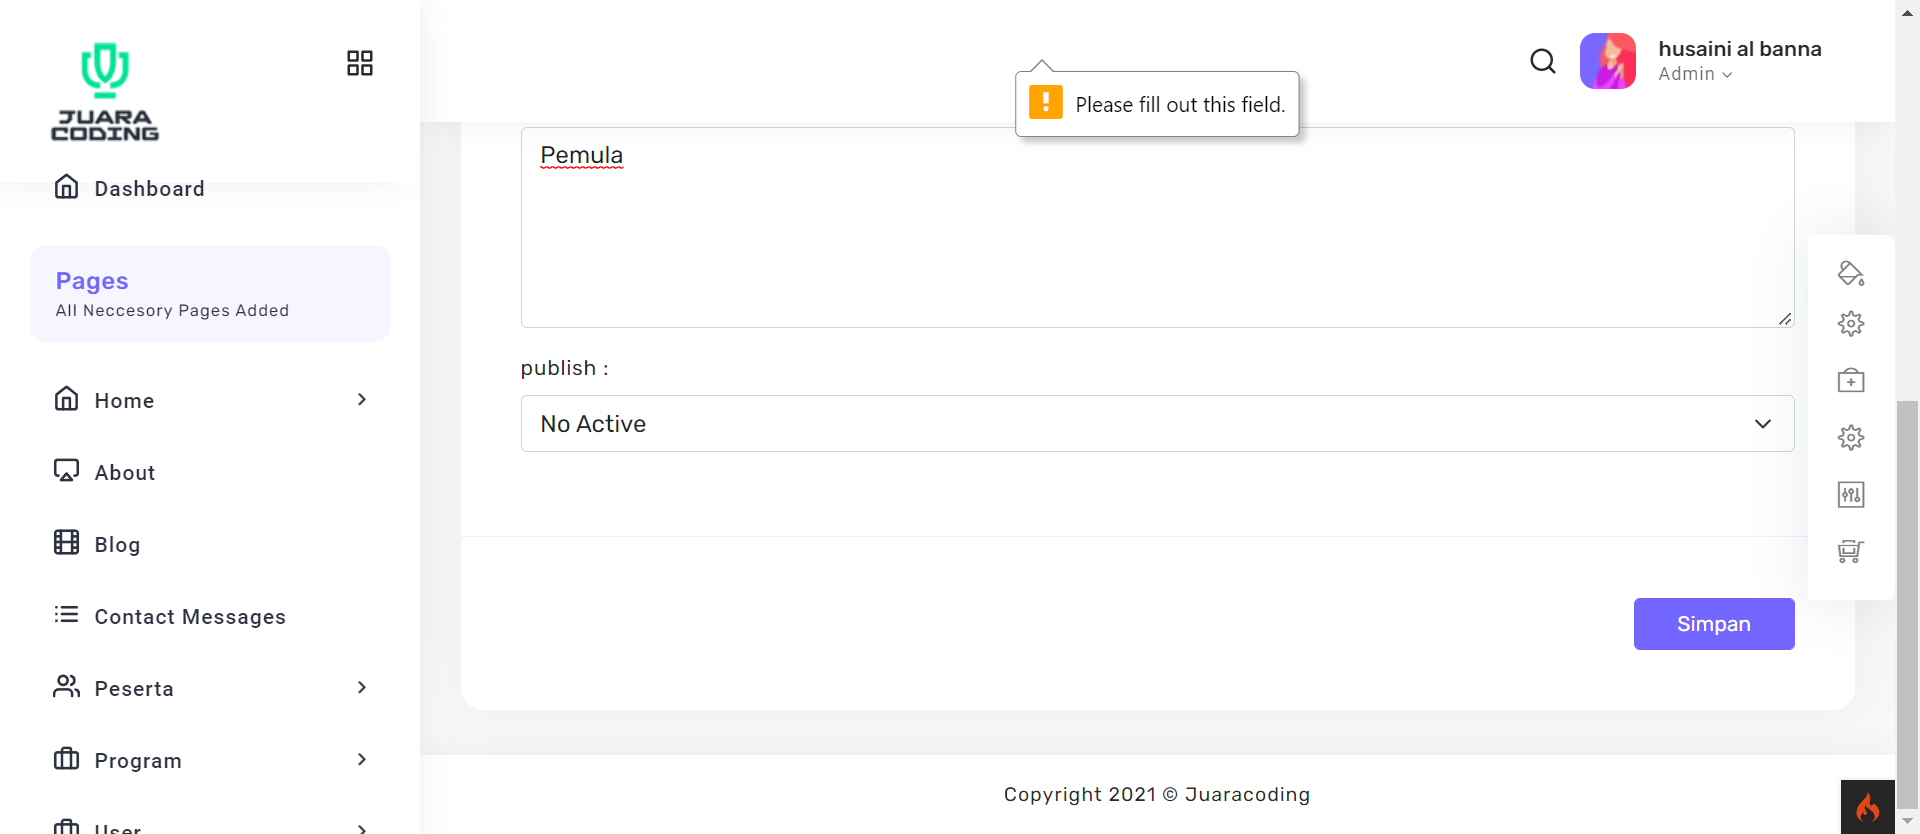 JUARA
CODING
husaini al banna
Admin
Please fill out this field.
Dashboard
Pages
All Neccesory Pages Added
Home
About
Blog
Contact Messages
Peserta
Program
User
Pemula
publish :
No Active
Simpan
Copyright 2021 © Juaracoding